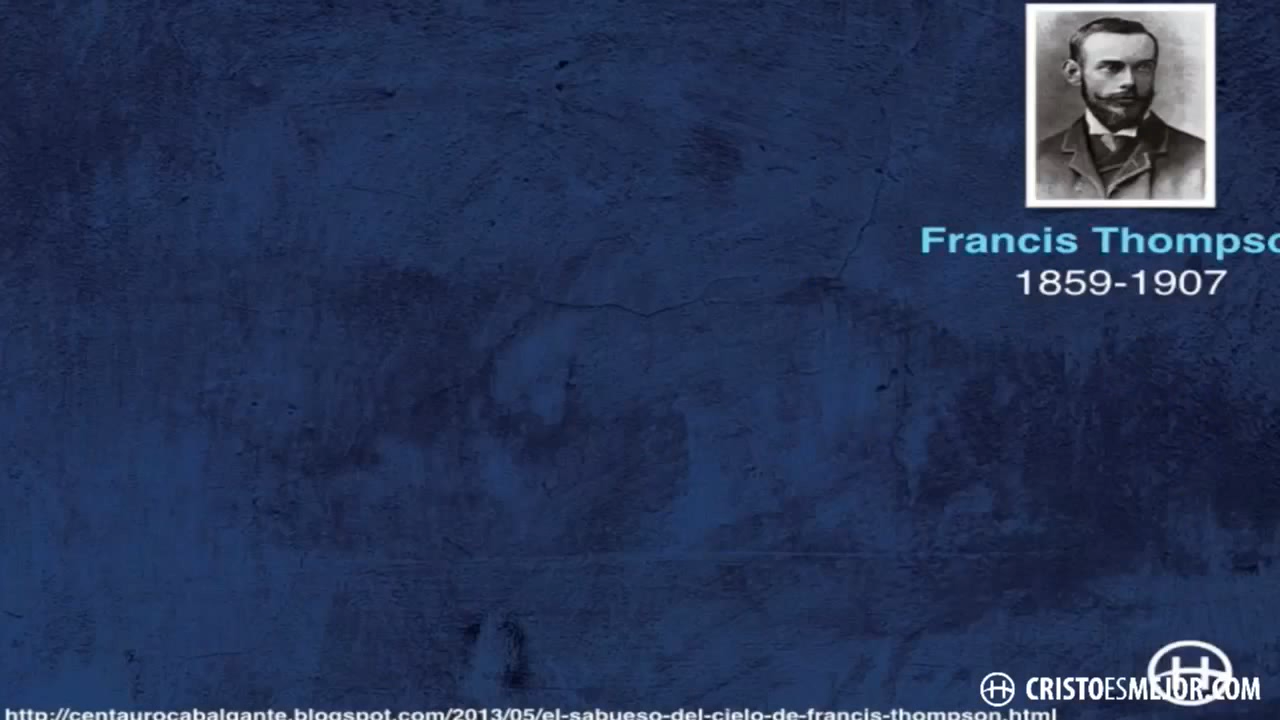 Francis Thompso
1859-1907
CRISTOESMEJOR.COM
http://centaurocabalgante.blogspot.com/2013/05/el-sabueso-del-cielo-de-francis-thompson.html